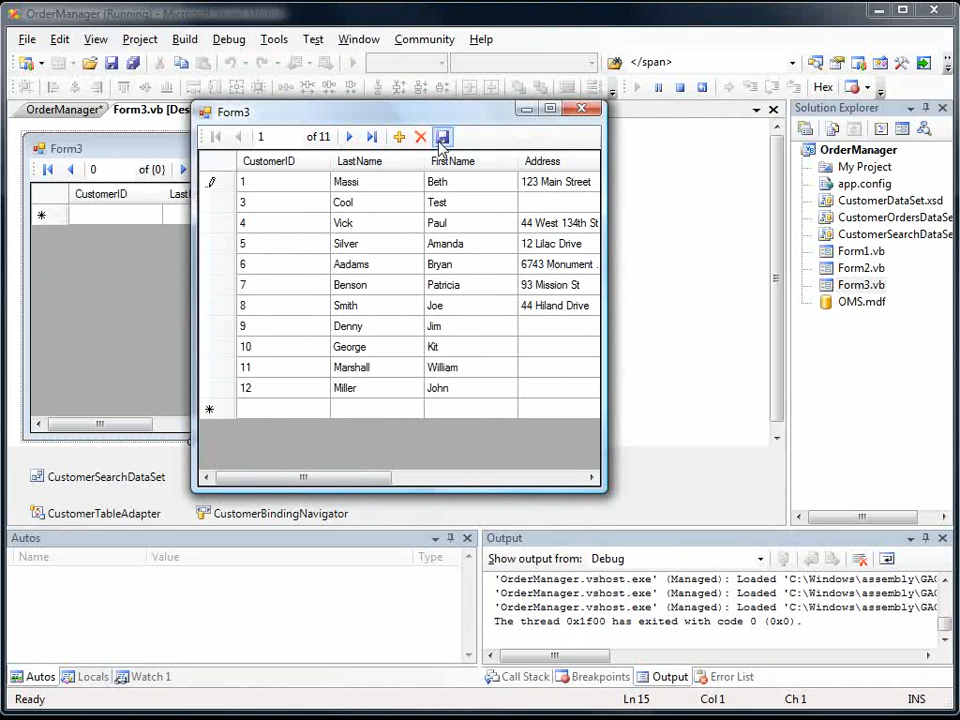 OrderManager (Running) - Microsoft Visual Studio
File Edit View Project Build Debug Tools Test Window Community Help
</span>
Hex
OrderManager* Form3.vb [Des
Form3
0 of {0}
CustomerID Las
Form3
1 of 11
CustomerID LastName FirstName Address
1 Massi Beth 123 Main Street
3 Cool Test
4 Vick Paul 44 West 134th St
5 Silver Amanda 12 Lilac Drive
6 Aadams Bryan 6743 Monument .
7 Benson Patricia 93 Mission St
8 Smith Joe 44 Hiland Drive
9 Denny Jim
10 George Kit
11 Marshall William
12 Miller John
CustomerSearchDataSet
CustomerTableAdapter CustomerBindingNavigator
Solution Explorer
OrderManager
My Project
app.config
CustomerDataSet.xsd
CustomerOrdersDataSe
CustomerSearchDataSe
Form1.vb
Form2.vb
Form3.vb
OMS.mdf
Autos
Name Value Type
Autos Locals Watch 1
Output
Show output from: Debug
'OrderManager.vshost.exe' (Managed): Loaded 'C:\Windows\assembly\GAC
'OrderManager.vshost.exe' (Managed): Loaded 'C:\Windows\assembly\GAC
'OrderManager.vshost.exe' (Managed): Loaded 'C:\Windows\assembly\GAC
The thread 0x1f00 has exited with code 0 (0x0).
Call Stack Breakpoints Output Error List
Ready Ln 15 Col 1 Ch 1 INS